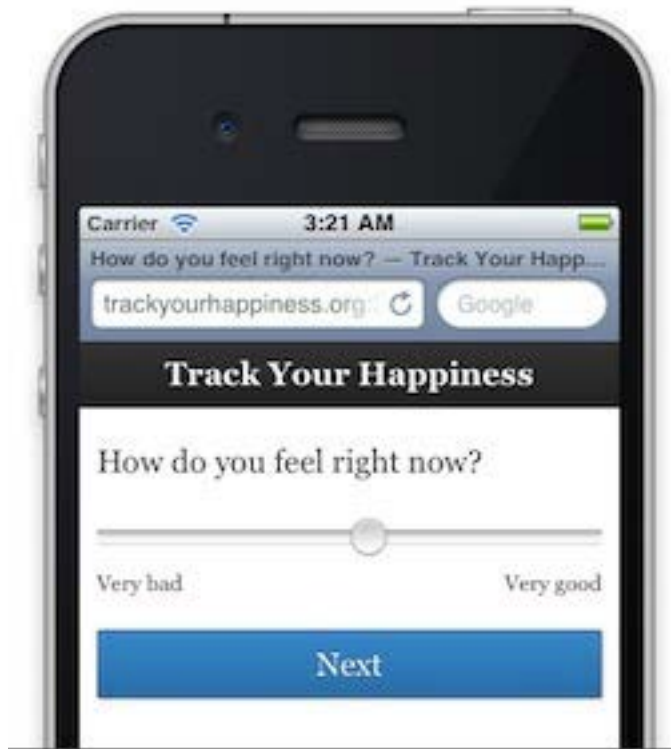 Carrier 3:21 AM
How do you feel right now? — Track Your Happ...
trackyourhappiness.org Google
Track Your Happiness
How do you feel right now?
Very bad Very good
Next